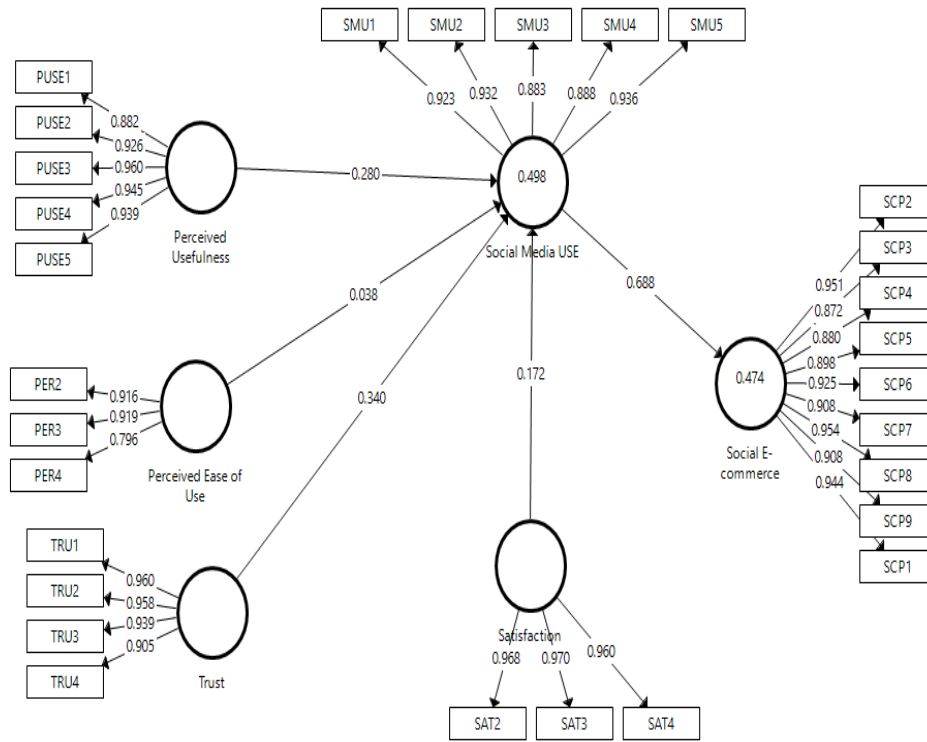 SMU1
SMU2
SMU3
SMU4
SMU5
0.923
0.932
0.883
0.888
0.936
PUSE1
PUSE2
PUSE3
PUSE4
PUSE5
0.882
0.926
0.960
0.945
0.939
Perceived
Usefulness
0.280
0.498
Social Media USE
0.038
0.340
0.172
0.688
PER2
PER3
PER4
0.916
0.919
0.796
Perceived Ease of
Use
TRU1
TRU2
TRU3
TRU4
0.960
0.958
0.939
0.905
Trust
Satisfaction
0.968
0.970
0.960
SAT2
SAT3
SAT4
0.474
Social E-
commerce
0.951
0.872
0.880
0.898
0.925
0.908
0.954
0.908
0.944
SCP2
SCP3
SCP4
SCP5
SCP6
SCP7
SCP8
SCP9
SCP1